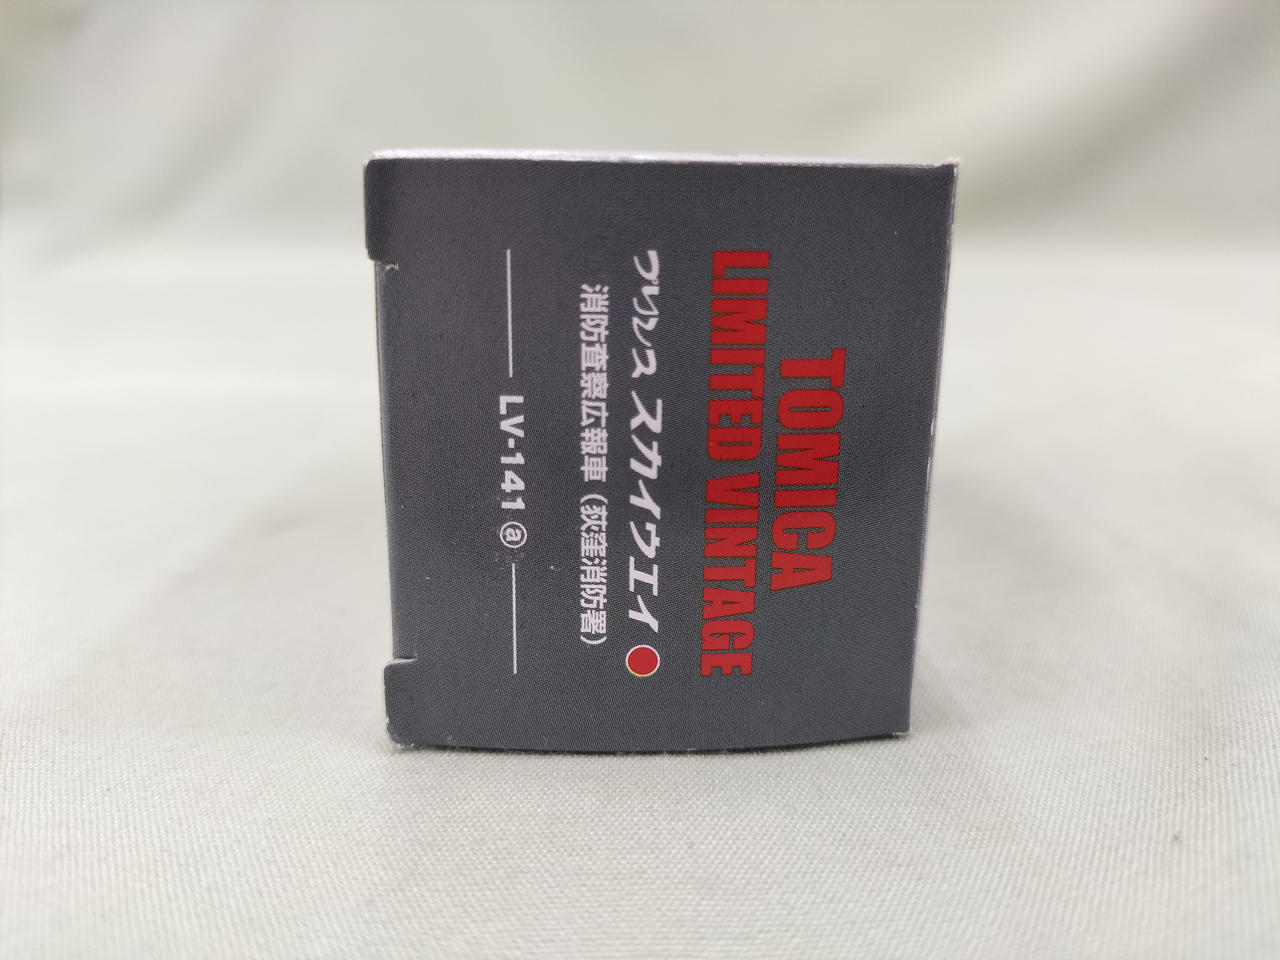 TOMICA
LIMITED VINTAGE
プリンス スカイウエイ
消防査察広報車（荻窪消防署）
LV-141 ⓐ